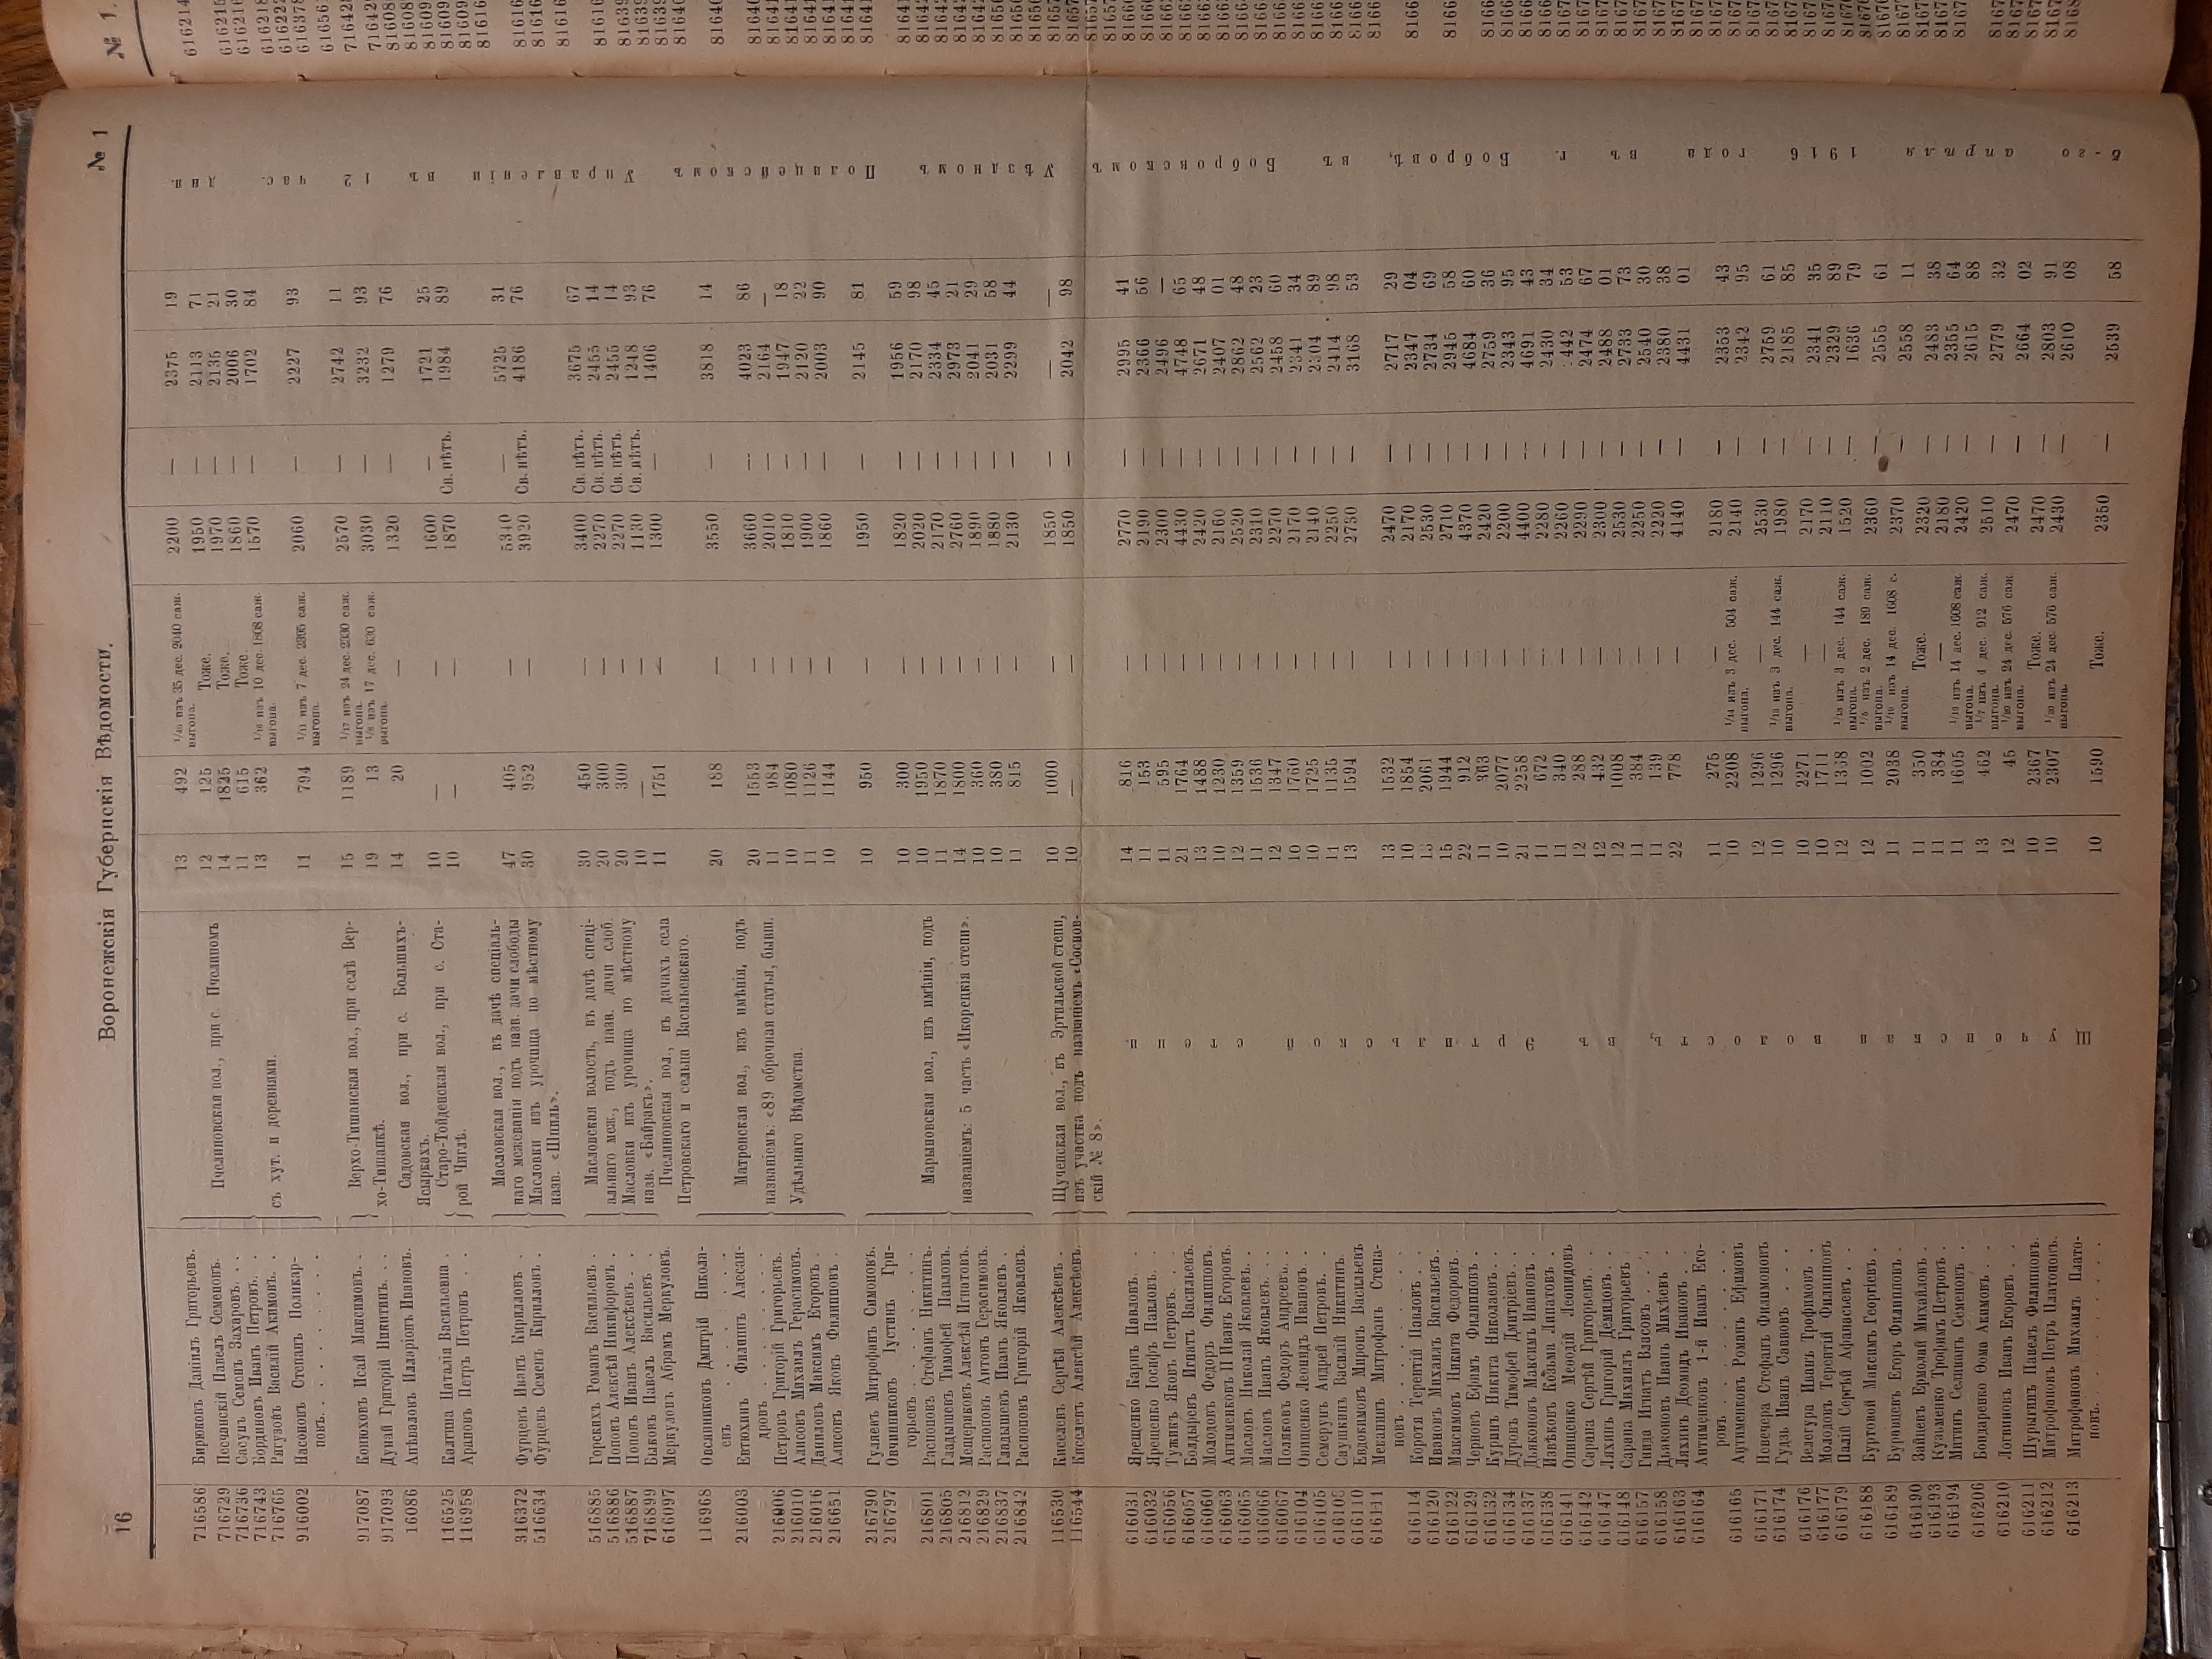 16 Воронежскія Губернскія Вѣдомости. № 1
716586 Бирюковъ Даніилъ Григорьевъ. 13 492 1/40 изъ 35 дес. 2040 саж. выгона. 2200 — 2375 19
716729 Песчанскій Павелъ Семеновъ. Пчелиновская вол., при с. Пчелиномъ 12 125 Тоже. 1950 — 2113 71
716736 Сасунъ Семенъ Захаровъ. . . 14 1825 Тоже. 1970 — 2135 21
716743 Бординовъ Иванъ Петровъ. . 11 615 Тоже. 1860 — 2006 30
716765 Рягузой Василій Акимовъ. . съ хут. и деревнями. 13 362 1/16 изъ 10 дес. 1808 саж. выгона. 1570 — 1702 84
916002 Насоновъ Степанъ Поликар-
повъ. . . . . . . . . 11 794 1/11 изъ 7 дес. 2395 саж. выгона. 2060 — 2227 93
917087 Конюховъ Исай Максимовъ. . Верхо-Тишанская вол., при селѣ Вер- 15 1189 1/17 изъ 24 дес. 2330 саж. выгона. 2570 — 2742 11
917093 Дунай Григорій Никитинъ. . . хо-Тишанкѣ. 19 13 1/8 изъ 17 дес. 630 саж. выгона. 3030 — 3232 93
16086 Апѣваловъ Илларіонъ Ивановъ. Садовская вол., при с. Большихъ- 14 20 — 1320 — 1279 76
Ясыркахъ.
116525 Калгина Наталія Васильевна . Старо-Тойденская вол., при с. Ста- 10 — — 1600 — 1721 25
116958 Араповъ Петръ Петровъ . . рой Чиглѣ. 10 — — 1870 Св. нѣтъ. 1984 89
Масловская вол., въ дачѣ спеціаль-
316372 Фурцевъ Иванъ Кирилловъ . наго межеванія подъ назв. дачи слободы 47 405 — 5340 — 5725 31
516634 Фурцевъ Семенъ Кирилловъ . Масловки изъ урочища по мѣстному 30 952 — 3920 Св. нѣтъ. 4186 76
назв. «Шпиль».
516885 Горскихъ Романъ Васильевъ . Масловская волость, въ дачѣ спеці- 30 450 — 3400 Св. нѣтъ. 3675 67
516886 Поповъ Алексѣй Никифоровъ . альнаго меж., подъ назв. дачи слоб. 20 300 — 2270 Св. нѣтъ. 2455 14
516887 Попопъ Иванъ Алексѣевъ . . Масловки изъ урочища по мѣстному 20 300 — 2270 Св. нѣтъ. 2455 14
716899 Быковъ Павелъ Васильевъ . назв. «Байракъ». 10 — — 1130 Св. нѣтъ. 1248 93
616097 Меркуловъ Абрамъ Меркуловъ. Пчелиновская вол., въ дачахъ села 11 1751 — 1300 — 1406 76
Петровскаго и сельца Васильевскаго.
116968 Овсянниковъ Дмитрій Никола-
евъ . . . . . . . 20 188 — 3550 — 3818 14
216003 Евтюхинъ Филиппъ Алесан- Матренская вол., изъ имѣнія, подъ
дровъ . . . . . . . . 20 1553 — 3660 — 4023 86
216006 Петровъ Григорій Григорьевъ. названіемъ: «89 оброчная статья, бывш. 11 984 — 2010 — 2164 —
216010 Алисовъ Михаилъ Герасимовъ. Удѣльнаго Вѣдомства. 10 1080 — 1810 — 1947 18
216016 Даниловъ Максимъ Егоровъ . 11 1126 — 1900 — 2120 22
216651 Алисовъ Яковъ Филипповъ . 10 1144 — 1860 — 2003 90
216790 Гуляевъ Митрофанъ Симоновъ. 10 950 — 1950 — 2145 81
216797 Овчинниковъ Іустинъ Гри-
горьевъ . . . . . . . . 10 300 — 1820 — 1956 59
216801 Распоповъ Стефанъ Никитинъ. Марьиновская вол., изъ имѣнія, подъ 10 1950 — 2020 — 2170 98
216805 Гладышевъ Тимофей Павловъ. 11 1870 — 2170 — 2334 45
216812 Мещеряковъ Алексѣй Игнатовъ. названіемъ: 5 часть «Икорецкія степи». 14 1800 — 2760 — 2973 21
216829 Распоповъ Антонъ Герасимовъ. 10 360 — 1890 — 2041 29
216837 Гладышевъ Иванъ Яковлевъ . 10 380 — 1880 — 2031 58
216842 Распоповъ Григорій Яковлевъ. 11 815 — 2130 — 2299 44
116530 Киселевъ Сергѣй Алексѣевъ . Щученская вол., въ Эртильской степи, 10 1000 — 1850 — — —
116544 Киселевъ Алексѣй Алексѣевъ. изъ участка подъ названіемъ «Соснов- 10 — — 1850 — 2042 98
скій № 8».
616031 Ярещенко Карпъ Павловъ. . 14 816 — 2770 — 2995 41
616032 Ярещенко Іосифъ Павловъ. . 11 153 — 2190 — 2366 56
616056 Тужикъ Яковъ Петровъ. . . 11 595 — 2300 — 2496 —
616057 Болдыревъ Игнатъ Васильевъ. 21 1764 — 4430 — 4748 65
616060 Молодовъ Федоръ Филипповъ. 13 1488 — 2420 — 2671 48
616063 Антименковъ II Иванъ Егоровъ. 10 1230 — 2160 — 2407 01
616065 Масловъ Николай Яковлевъ. . 12 1359 — 2520 — 2862 48
616066 Масловъ Иванъ Яковлевъ. . . 11 1536 — 2310 — 2562 23
616067 Поляковъ Федоръ Андреевъ. . 12 1347 — 2270 — 2458 60
616104 Онищенко Леонидъ Ивановъ. . 10 1760 — 2170 — 2341 34
616105 Семерунъ Андрей Петровъ. . 10 1725 — 2140 — 2304 89
616108 Саушкинъ Василій Никитинъ. 11 1135 — 2250 — 2414 98
616110 Евдокимовъ Миронъ Васильевъ 13 1594 — 2730 — 3168 53
616111 Меканинъ Митрофанъ Степа-
новъ . . . . . . . . . 13 1532 — 2470 — 2717 29
616114 Коротя Терентій Павловъ . . 10 1854 — 2170 — 2347 04
616120 Ивановъ Михаилъ Васильевъ. 13 2061 — 2530 — 2734 69
616122 Максимовъ Никита Федоровъ. 15 1944 — 2710 — 2945 58
616129 Черновъ Ефимъ Филипповъ . 22 912 — 4370 — 4684 60
616132 Куринъ Никита Николаевъ. . 11 363 — 2420 — 2759 36
616134 Дуровъ Тимофей Дмитріевъ. . 10 2077 — 2200 — 2343 95
616137 Дьяконовъ Максимъ Ивановъ . 21 2258 — 4400 — 4691 43
616138 Извѣковъ Козьма Липатовъ . 11 672 — 2280 — 2430 34
616141 Онищенко Меѳодій Леонидовъ 11 340 — 2260 — 442 53
616142 Сарана Сергѣй Григорьевъ. . 12 288 — 2290 — 2474 67
616147 Ляхинъ Григорій Демидовъ. . 12 432 — 2300 — 2488 01
616148 Сарана Михаилъ Григорьевъ 12 1008 — 2530 — 2733 73
616157 Гнида Игнатъ Власовъ . . . 11 384 — 2250 — 2540 30
616158 Дьяконовъ Иванъ Михѣевъ . 11 139 — 2220 — 2380 38
616163 Ляхинъ Деомидъ Ивановъ . . 22 778 — 4140 — 4431 01
616164 Антименковъ 1-й Иванъ Его-
ровъ . . . . . . . . . 11 275 — 2180 — 2353 43
616165 Антименковъ Романъ Ефимовъ 10 2208 1/14 изъ 3 дес. 504 саж. выгона. 2140 — 2342 95
616171 Невечера Стефанъ Филимоновъ 12 1296 — 2530 — 2759 61
616174 Гудзь Иванъ Саввовъ . . . 10 1296 1/13 изъ 3 дес. 144 саж. выгона. 1980 — 2185 85
616176 Велегура Иванъ Трофимовъ . 10 2271 — 2170 — 2341 35
616177 Молодовъ Терентій Филипповъ 10 1711 — 2110 — 2329 89
616179 Палій Сергѣй Афанасьевъ . . 12 1368 1/13 изъ 3 дес. 144 саж. выгона. 1520 — 1636 79
616188 Буртовой Максимъ Георгіевъ . 12 1002 1/5 изъ 2 дес. 189 саж. выгона. 2360 — 2555 61
616189 Буравцевъ Егоръ Филипповъ . 11 2038 1/19 изъ 14 дес. 1608 с. выгона. 2370 — 2558 11
616190 Зайцевъ Ермолай Михайловъ . 11 350 Тоже. 2320 — 2483 38
616193 Кузьменко Трофимъ Петровъ . 11 384 — 2180 — 2355 64
616194 Митинъ Селиванъ Семеновъ . 11 1605 1/19 изъ 14 дес. 1608 саж. выгона. 2420 — 2615 88
616206 Бондаренко Ѳома Акимовъ . . 13 462 1/7 изъ 4 дес. 912 саж. выгона. 2510 — 2779 32
616210 Логвиновъ Иванъ Егоровъ . . 12 45 1/20 изъ 24 дес. 576 саж. выгона. 2470 — 2664 02
616211 Шурыгинъ Павелъ Филипповъ. 10 2367 Тоже. 2470 — 2803 91
616212 Митрофановъ Петръ Платоновъ. 10 2307 1/20 изъ 24 дес. 576 саж. выгона. 2430 — 2610 08
616213 Митрофановъ Михаилъ Плато-
новъ. . . . . . . . . . 10 1590 Тоже. 2350 — 2539 58
Щученская волость, въ Эртильской степи.
6-го апрѣля 1916 года въ г. Бобровѣ, въ Бобровскомъ Уѣздномъ Полицейскомъ Управленіи въ 12 час. дня.
№ 1.